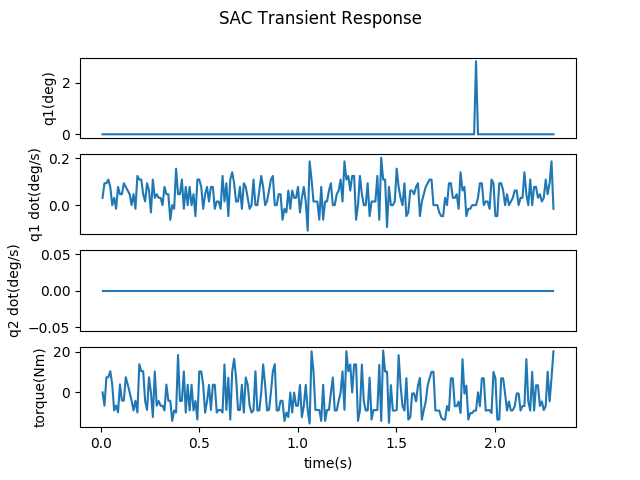 SAC Transient Response
q1(deg)
2
0
q1 dot(deg/s)
0.2
0.0
q2 dot(deg/s)
0.05
0.00
−0.05
torque(Nm)
20
0
0.0 0.5 1.0 1.5 2.0
time(s)